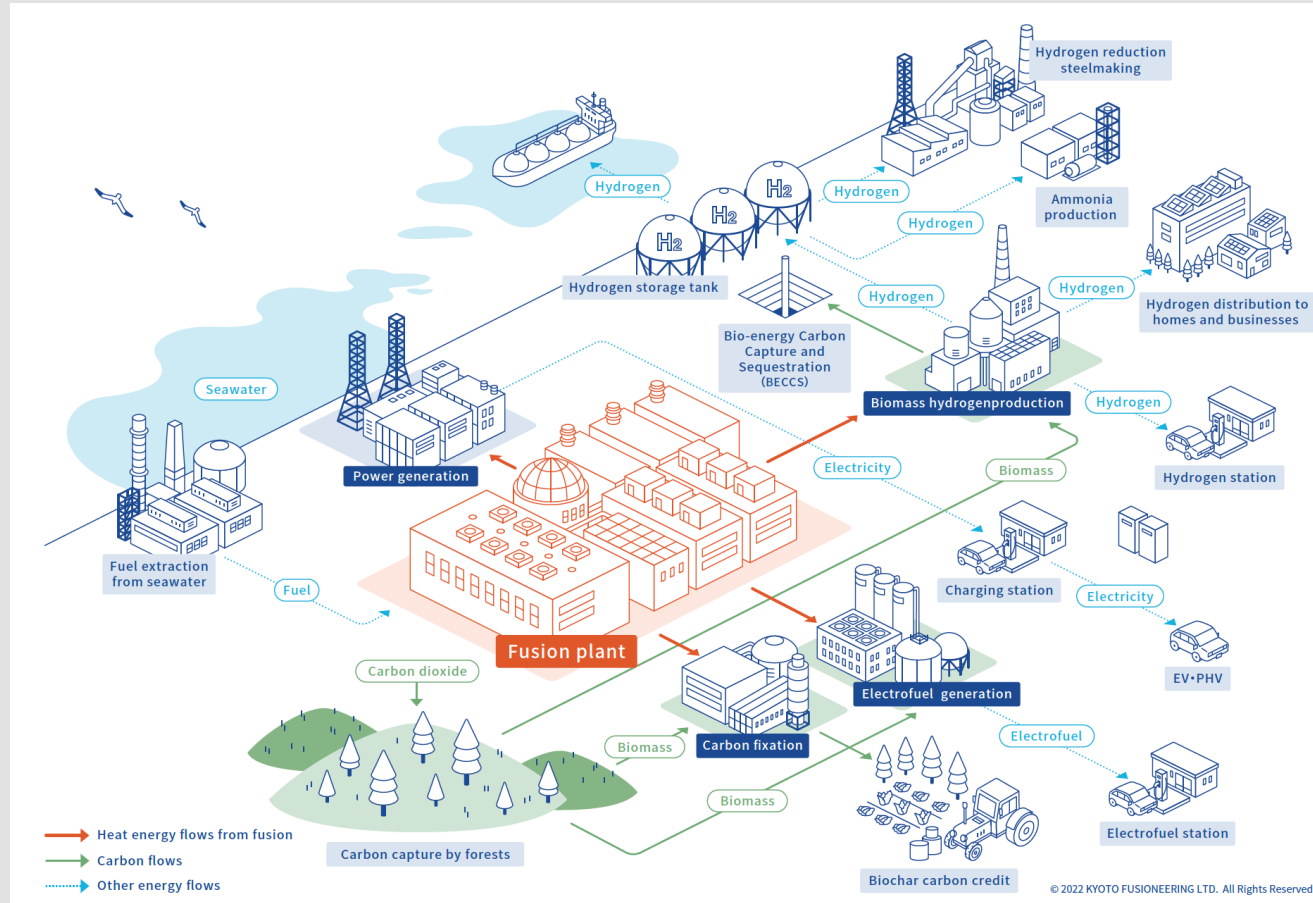 Hydrogen reduction
steelmaking
Hydrogen
Hydrogen
H2
H2
H2
Ammonia
production
Hydrogen
Hydrogen storage tank
Hydrogen
Hydrogen
Hydrogen distribution to
homes and businesses
Bio-energy Carbon
Capture and
Sequestration
(BECCS)
Seawater
Biomass hydrogenproduction
Hydrogen
Power generation
Electricity
Biomass
Hydrogen station
Fuel extraction
from seawater
Fuel
Charging station
Electricity
Fusion plant
Carbon dioxide
EV•PHV
Electrofuel generation
Biomass
Carbon fixation
Electrofuel
Biomass
Electrofuel station
Heat energy flows from fusion
Carbon flows
Other energy flows
Carbon capture by forests
Biochar carbon credit
© 2022 KYOTO FUSIONEERING LTD. All Rights Reserved